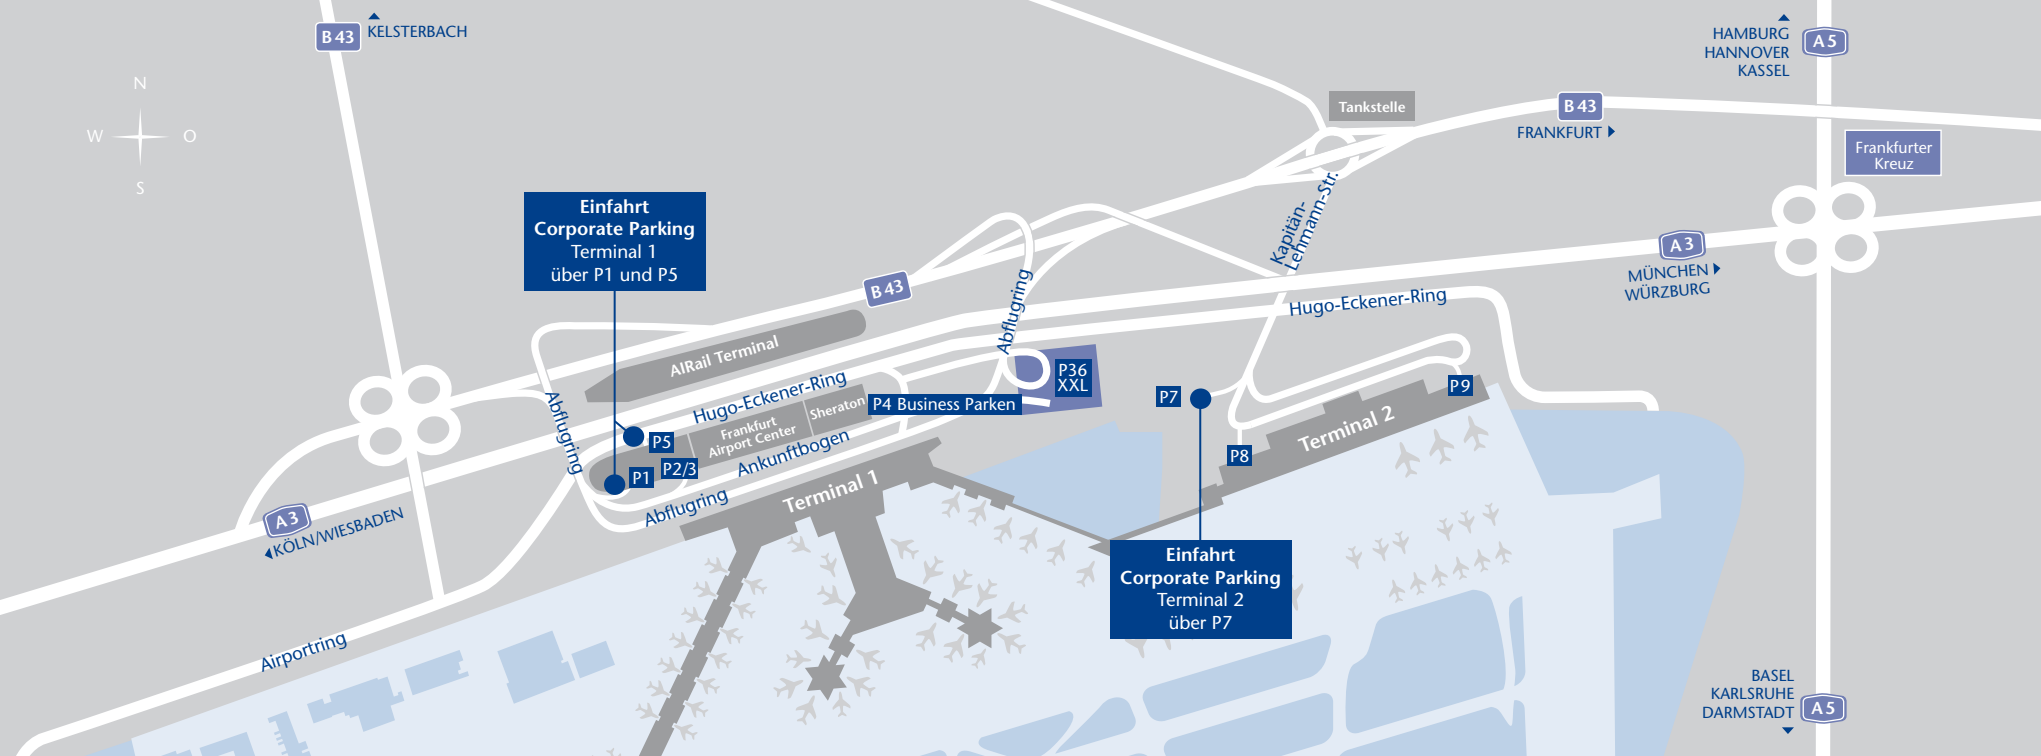 B 43
KELSTERBACH
HAMBURG
HANNOVER
KASSEL
A 5
N
W
O
S
Tankstelle
B 43
FRANKFURT
Frankfurter
Kreuz
Einfahrt
Corporate Parking
Terminal 1
über P1 und P5
Kapitän-
Lehmann-Str.
A 3
MÜNCHEN
WÜRZBURG
B 43
Abflugring
Hugo-Eckener-Ring
AIRail Terminal
Hugo-Eckener-Ring
P36
XXL
P7
P9
Sheraton
P4 Business Parken
Abflugring
Frankfurt
Airport Center
P5
Ankunftbogen
Terminal 2
P8
P2/3
P1
Terminal 1
Abflugring
A 3
KÖLN/WIESBADEN
Einfahrt
Corporate Parking
Terminal 2
über P7
Airportring
BASEL
KARLSRUHE
DARMSTADT
A 5